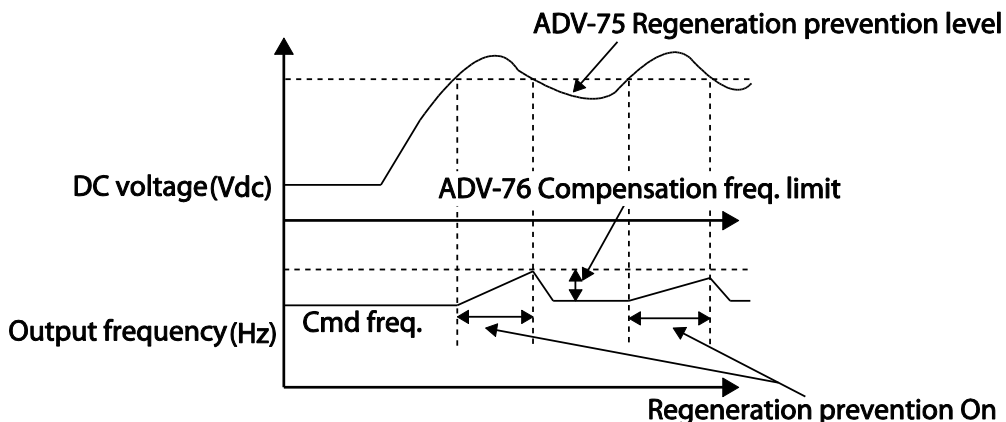 ADV-75 Regeneration prevention level
DC voltage(Vdc)
ADV-76 Compensation freq. limit
Cmd freq.
Output frequency(Hz)
Regeneration prevention On